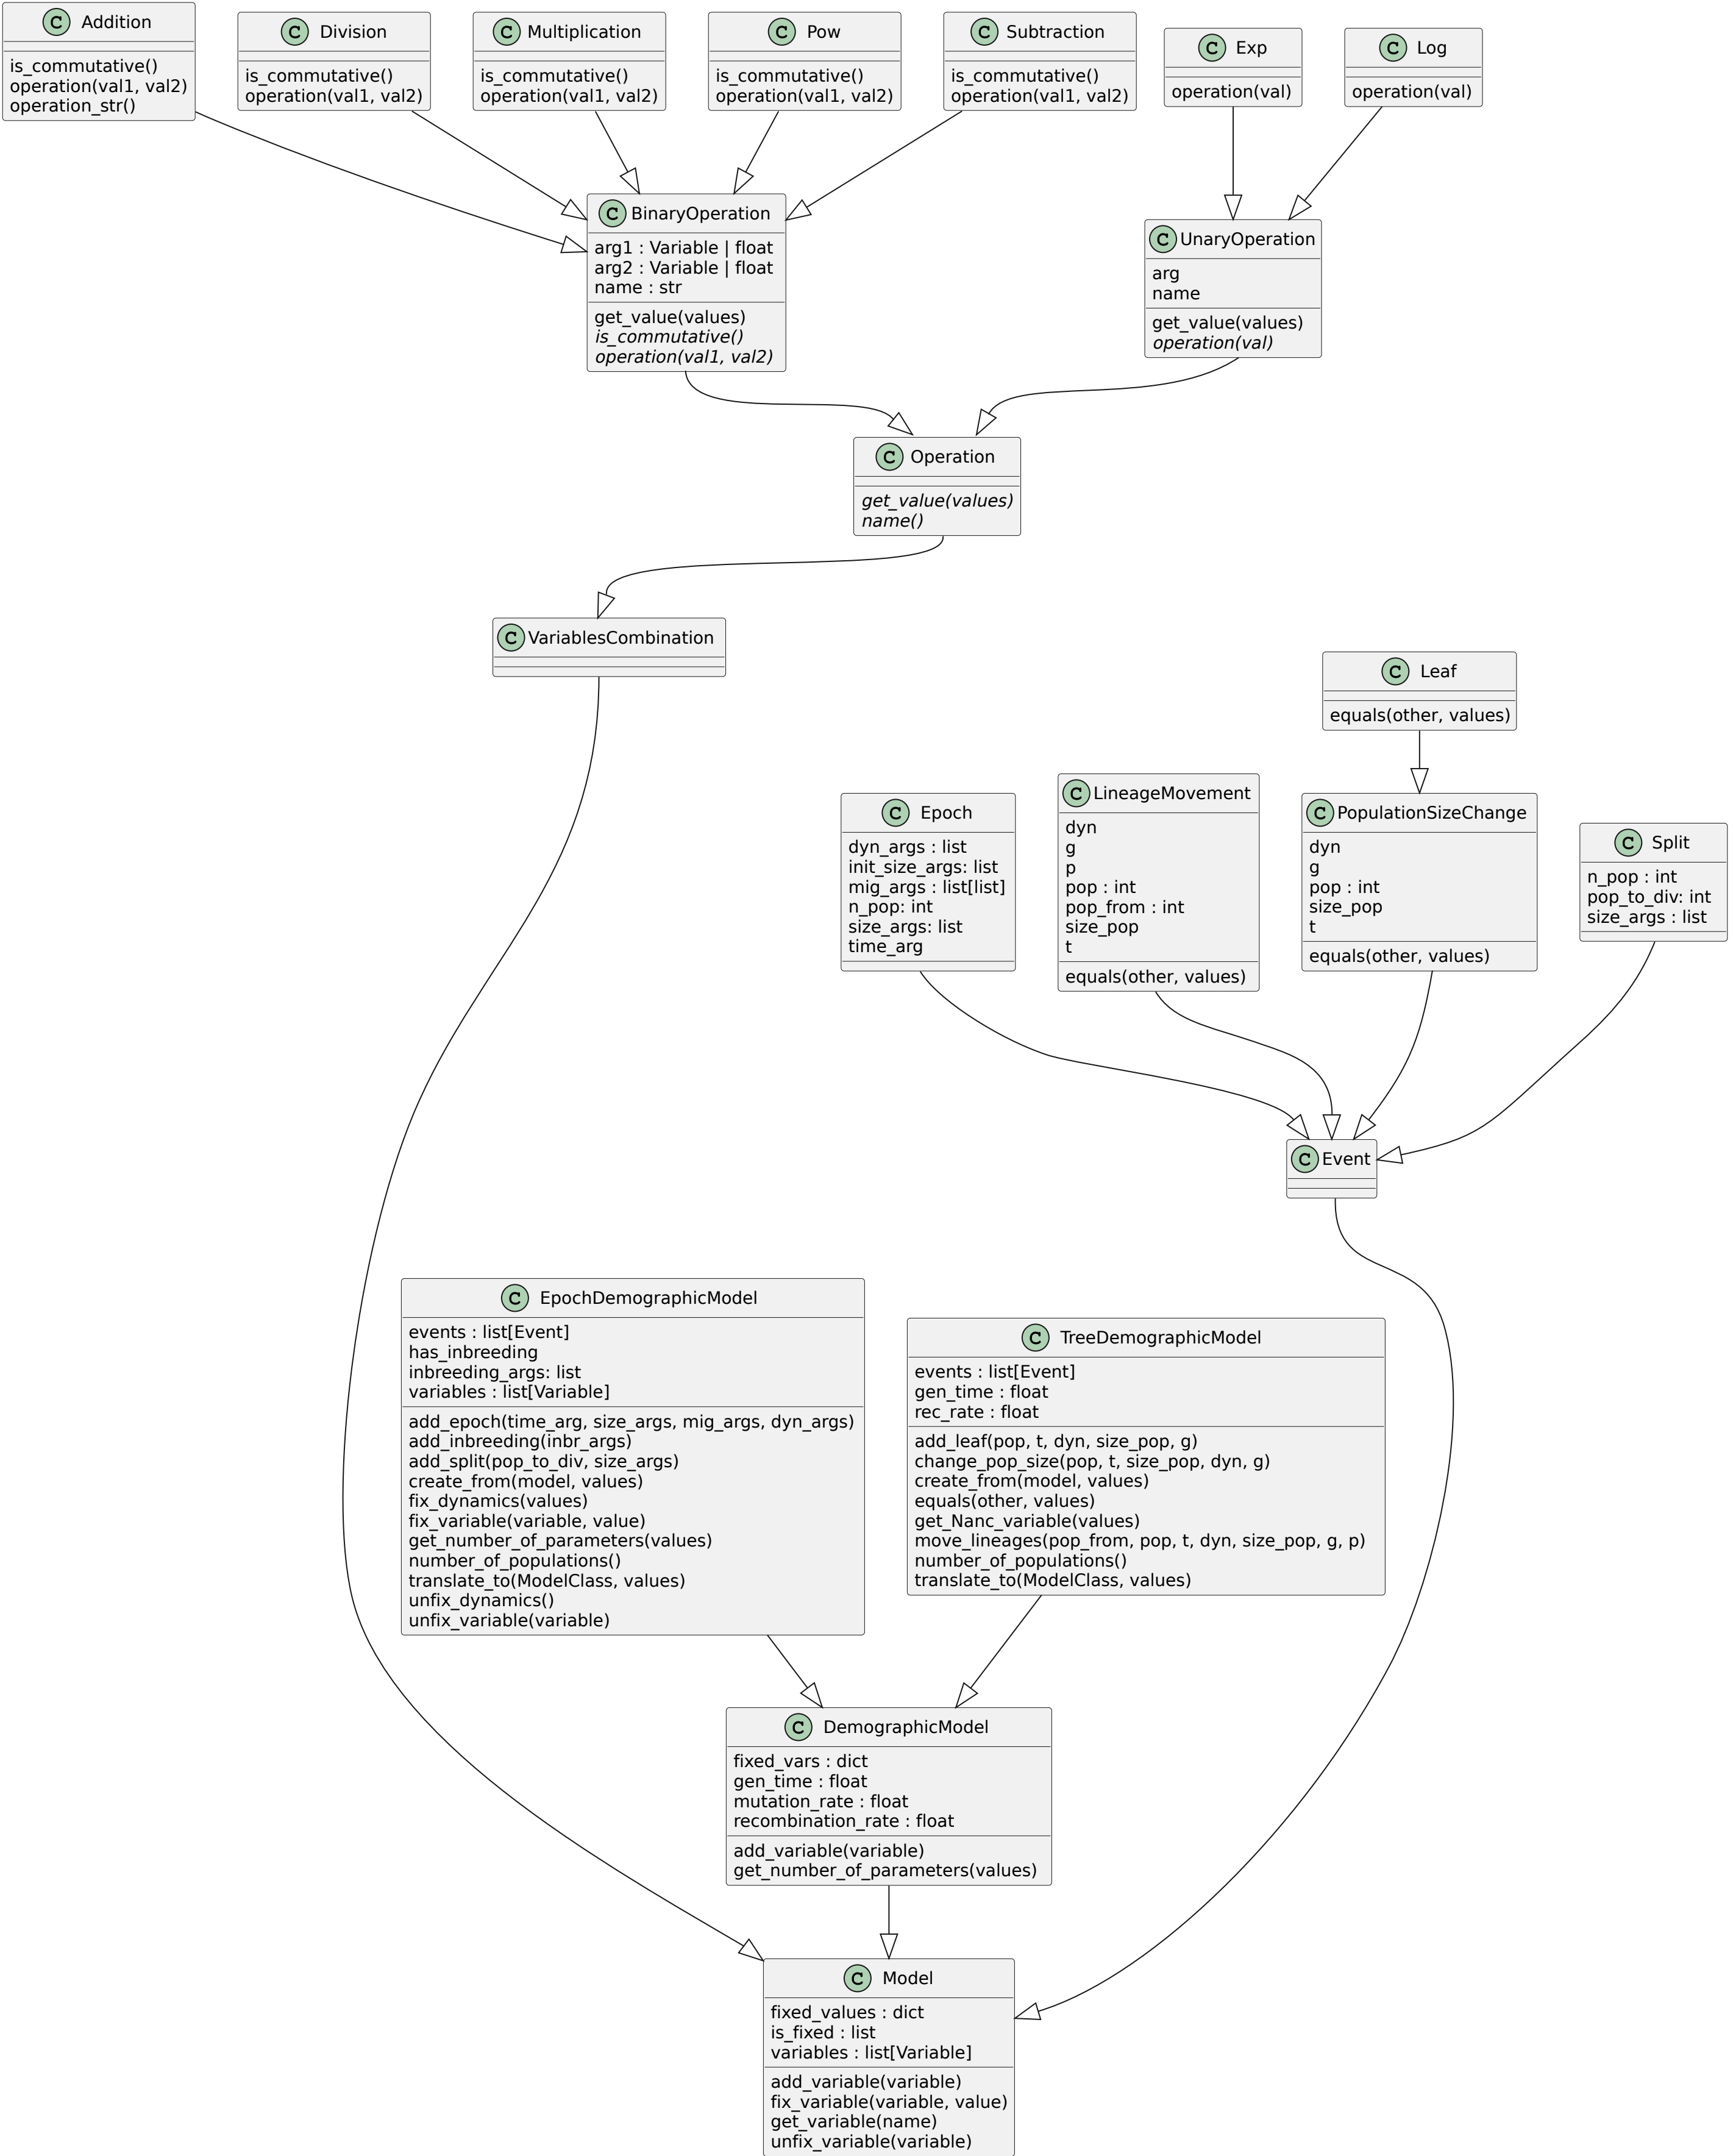 C Addition
is_commutative()
operation(val1, val2)
operation_str()
C Division
is_commutative()
operation(val1, val2)
C Multiplication
is_commutative()
operation(val1, val2)
C Pow
is_commutative()
operation(val1, val2)
C Subtraction
is_commutative()
operation(val1, val2)
C Exp
operation(val)
C Log
operation(val)
C BinaryOperation
arg1 : Variable | float
arg2 : Variable | float
name : str
get_value(values)
is_commutative()
operation(val1, val2)
C UnaryOperation
arg
name
get_value(values)
operation(val)
C Operation
get_value(values)
name()
C VariablesCombination
C Leaf
equals(other, values)
C Epoch
dyn_args : list
init_size_args: list
mig_args : list[list]
n_pop: int
size_args: list
time_arg
C LineageMovement
dyn
g
p
pop : int
pop_from : int
size_pop
t
equals(other, values)
C PopulationSizeChange
dyn
g
pop : int
size_pop
t
equals(other, values)
C Split
n_pop : int
pop_to_div: int
size_args : list
C Event
C EpochDemographicModel
events : list[Event]
has_inbreeding
inbreeding_args: list
variables : list[Variable]
add_epoch(time_arg, size_args, mig_args, dyn_args)
add_inbreeding(inbr_args)
add_split(pop_to_div, size_args)
create_from(model, values)
fix_dynamics(values)
fix_variable(variable, value)
get_number_of_parameters(values)
number_of_populations()
translate_to(ModelClass, values)
unfix_dynamics()
unfix_variable(variable)
C TreeDemographicModel
events : list[Event]
gen_time : float
rec_rate : float
add_leaf(pop, t, dyn, size_pop, g)
change_pop_size(pop, t, size_pop, dyn, g)
create_from(model, values)
equals(other, values)
get_Nanc_variable(values)
move_lineages(pop_from, pop, t, dyn, size_pop, g, p)
number_of_populations()
translate_to(ModelClass, values)
C DemographicModel
fixed_vars : dict
gen_time : float
mutation_rate : float
recombination_rate : float
add_variable(variable)
get_number_of_parameters(values)
C Model
fixed_values : dict
is_fixed : list
variables : list[Variable]
add_variable(variable)
fix_variable(variable, value)
get_variable(name)
unfix_variable(variable)